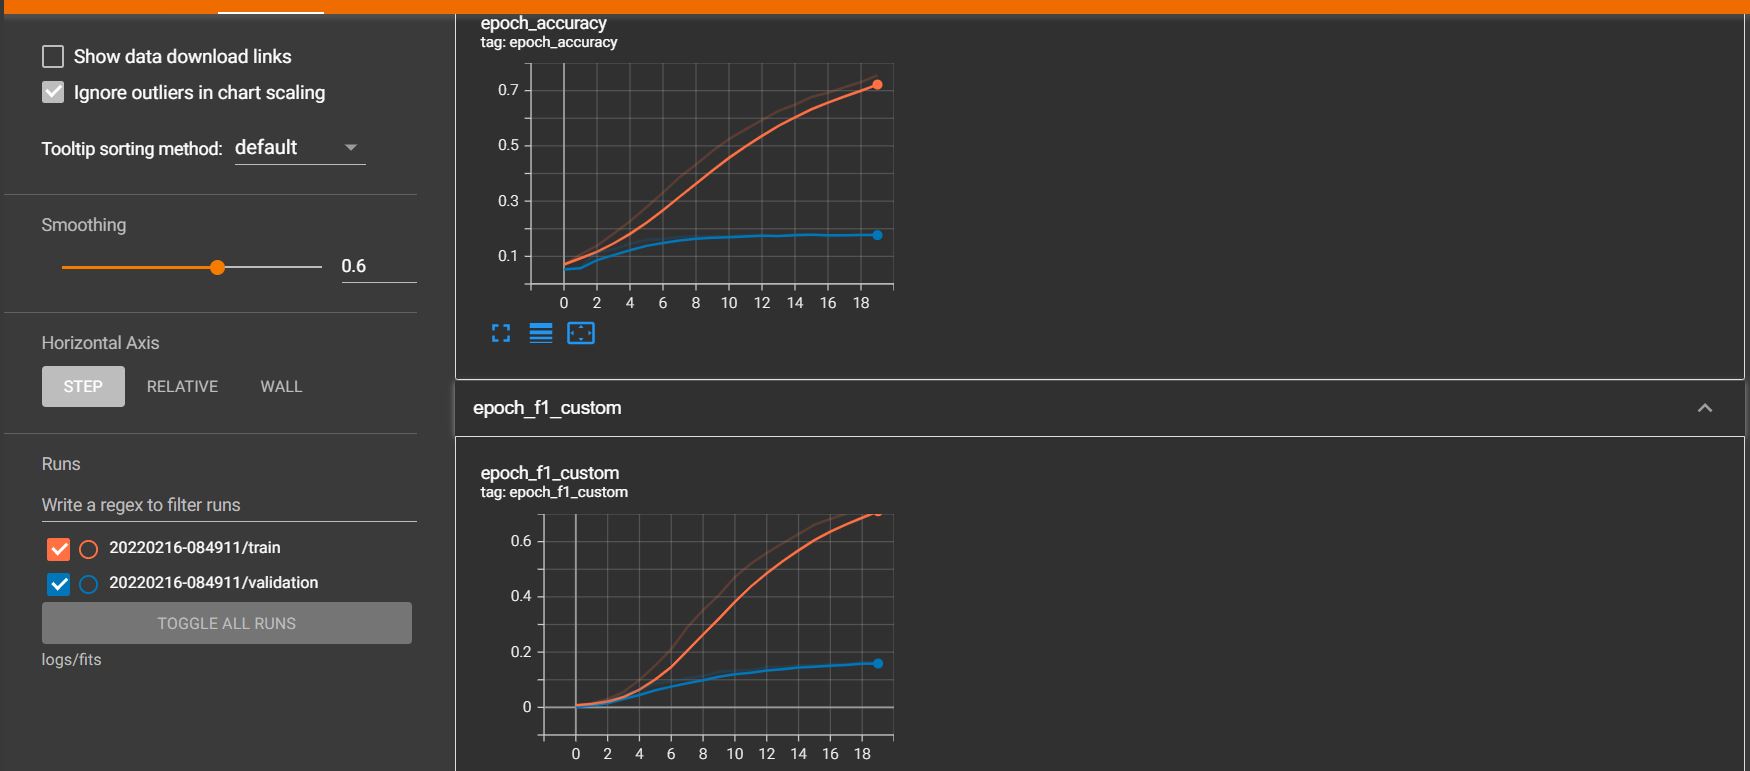 Show data download links
Ignore outliers in chart scaling
Tooltip sorting method: default
Smoothing
0.6
Horizontal Axis
STEP RELATIVE WALL
Runs
Write a regex to filter runs
20220216-084911/train
20220216-084911/validation
TOGGLE ALL RUNS
logs/fits
epoch_accuracy
tag: epoch_accuracy
0.7
0.5
0.3
0.1
0 2 4 6 8 10 12 14 16 18
epoch_f1_custom
epoch_f1_custom
tag: epoch_f1_custom
0.6
0.4
0.2
0
0 2 4 6 8 10 12 14 16 18